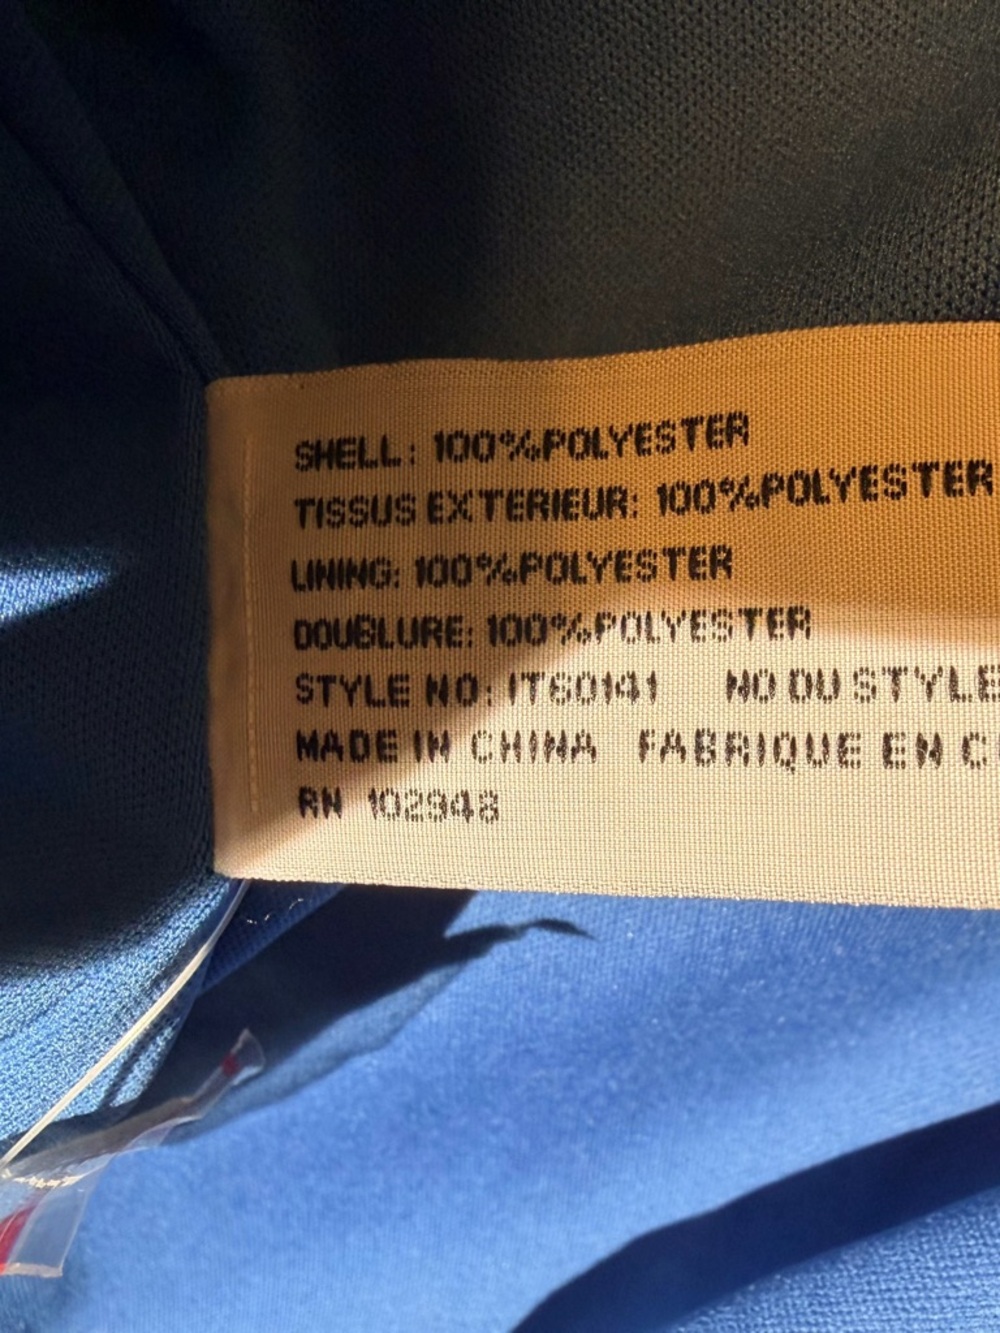 SHELL: 100%POLYESTER
TISSUS EXTERIEUR: 100%POLYESTER
LINING: 100%POLYESTER
DOUBLURE: 100%POLYESTER
STYLE NO: IT60141 NO DU STYLE
MADE IN CHINA FABRIQUE EN C
RN 102948